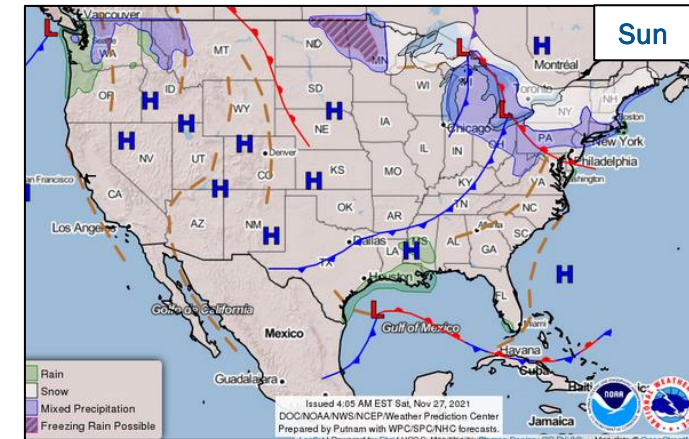 Sun
Vancouver
L
Seattle
WA
MT
ND
MN
L
H
Montréal
OR
ID
H
H
WY
SD
H
WI
MI
L
Toronto
NY
NH
Boston
H
NV
UT
H
Denver
CO
NE
IA
Chicago
IL
IN
OH
PA
New York
Philadelphia
San Francisco
CA
H
KS
H
MO
KY
VA
Washington
Los Angeles
AZ
NM
H
OK
AR
TN
NC
Dallas
TX
LA
MS
H
AL
Atlanta
GA
SC
Houston
FL
H
Golfo de California
L
Gulf of Mexico
Miami
Mexico
Havana
Cuba
Guadalajara
Jamaica
Rain
Snow
Mixed Precipitation
Freezing Rain Possible
Issued 4:05 AM EST Sat, Nov 27, 2021
DOC/NOAA/NWS/NCEP/Weather Prediction Center
Prepared by Putnam with WPC/SPC/NHC forecasts.
NOAA